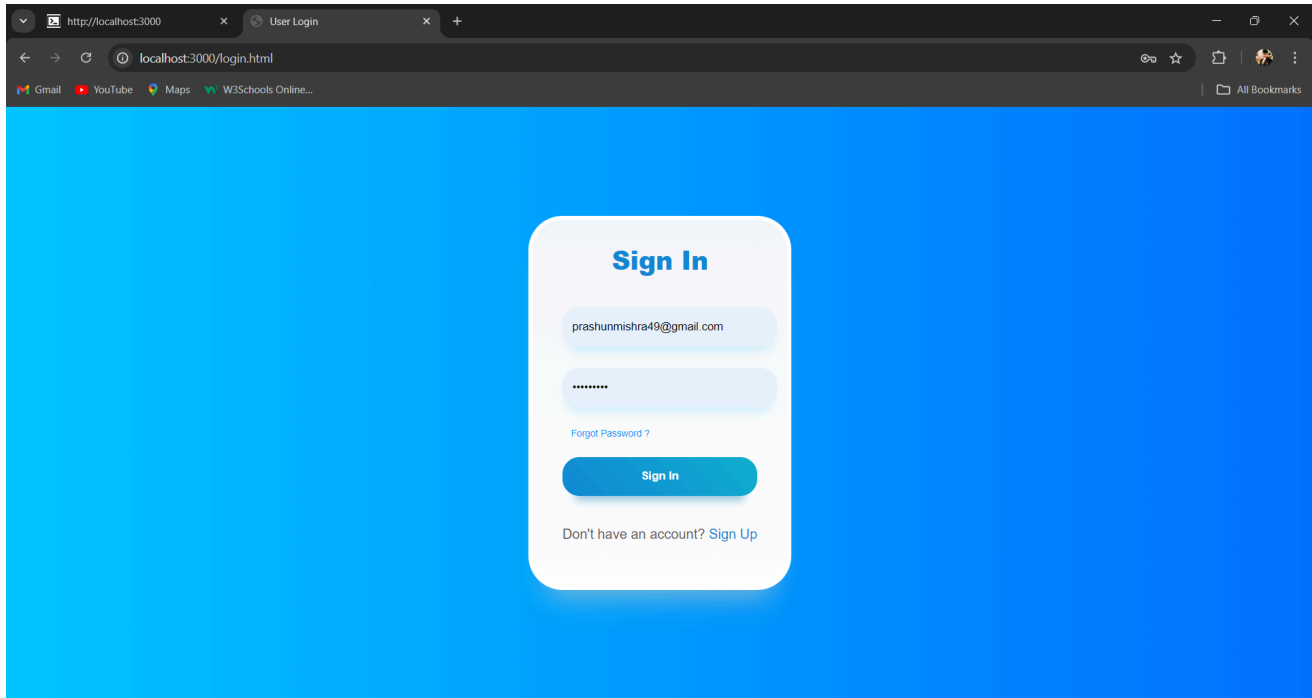 http://localhost:3000 User Login
localhost:3000/login.html
Gmail YouTube Maps W3Schools Online... All Bookmarks
Sign In
prashunmishra49@gmail.com
•••••••••
Forgot Password ?
Sign In
Don't have an account? Sign Up